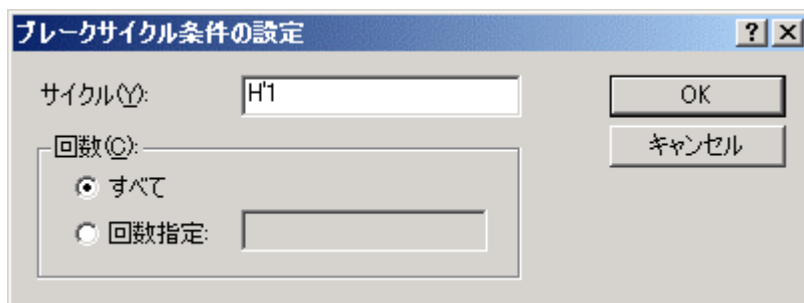 ブレークサイクル条件の設定
サイクル(Y): H'1
OK
キャンセル
回数(C):
すべて
回数指定: